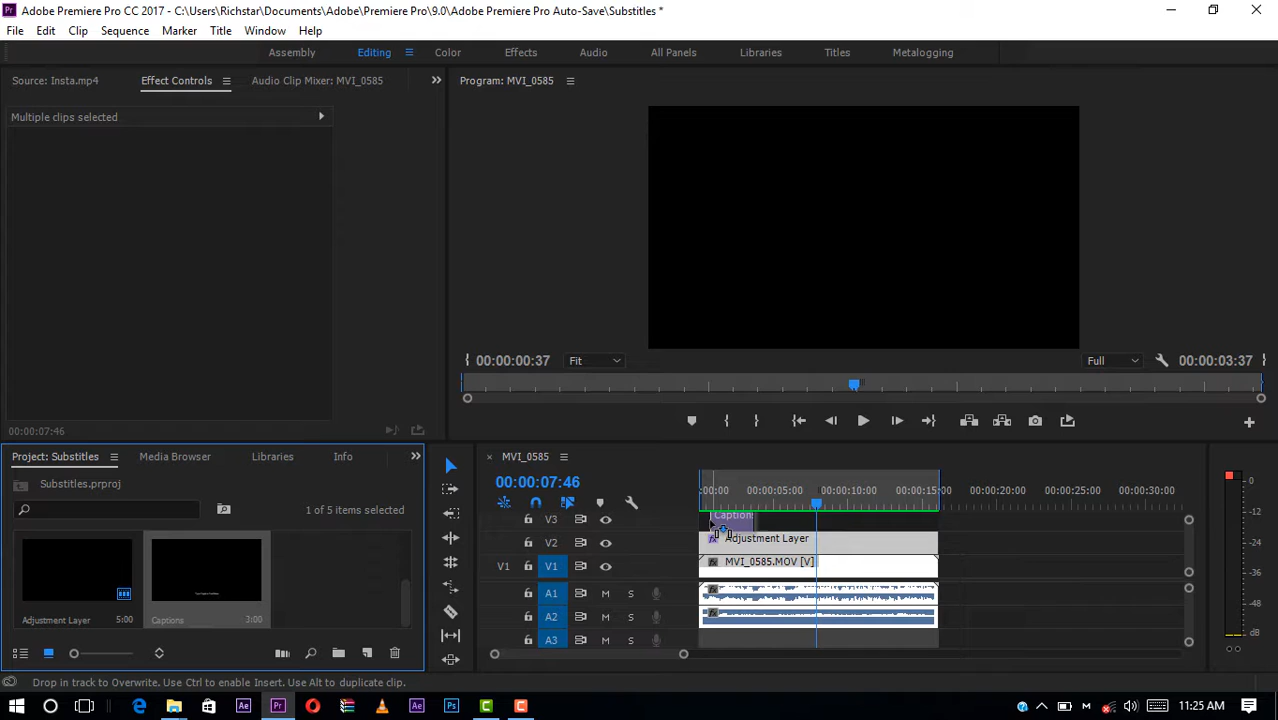 Adobe Premiere Pro CC 2017 - C:\Users\Richstar\Documents\Adobe\Premiere Pro\9.0\Adobe Premiere Pro Auto-Save\Substitles *
File Edit Clip Sequence Marker Title Window Help
Assembly Editing Color Effects Audio All Panels Libraries Titles Metalogging
Source: Insta.mp4 Effect Controls Audio Clip Mixer: MVI_0585
Program: MVI_0585
Multiple clips selected
00:00:00:37 Fit Full 00:00:03:37
00:00:07:46
Project: Substitles Media Browser Libraries Info
Substitles.prproj
1 of 5 items selected
Adjustment Layer 5:00
Captions 3:00
MVI_0585
00:00:07:46
:00:00 00:00:05:00 00:00:10:00 00:00:15:00 00:00:20:00 00:00:25:00 00:00:30:00
V3 Captions
V2 Adjustment Layer
V1 V1 MVI_0585.MOV [V]
A1 M S
A2 M S
A3 M S
0
-12
-24
-36
-48
dB
Drop in track to Overwrite. Use Ctrl to enable Insert. Use Alt to duplicate clip.
11:25 AM